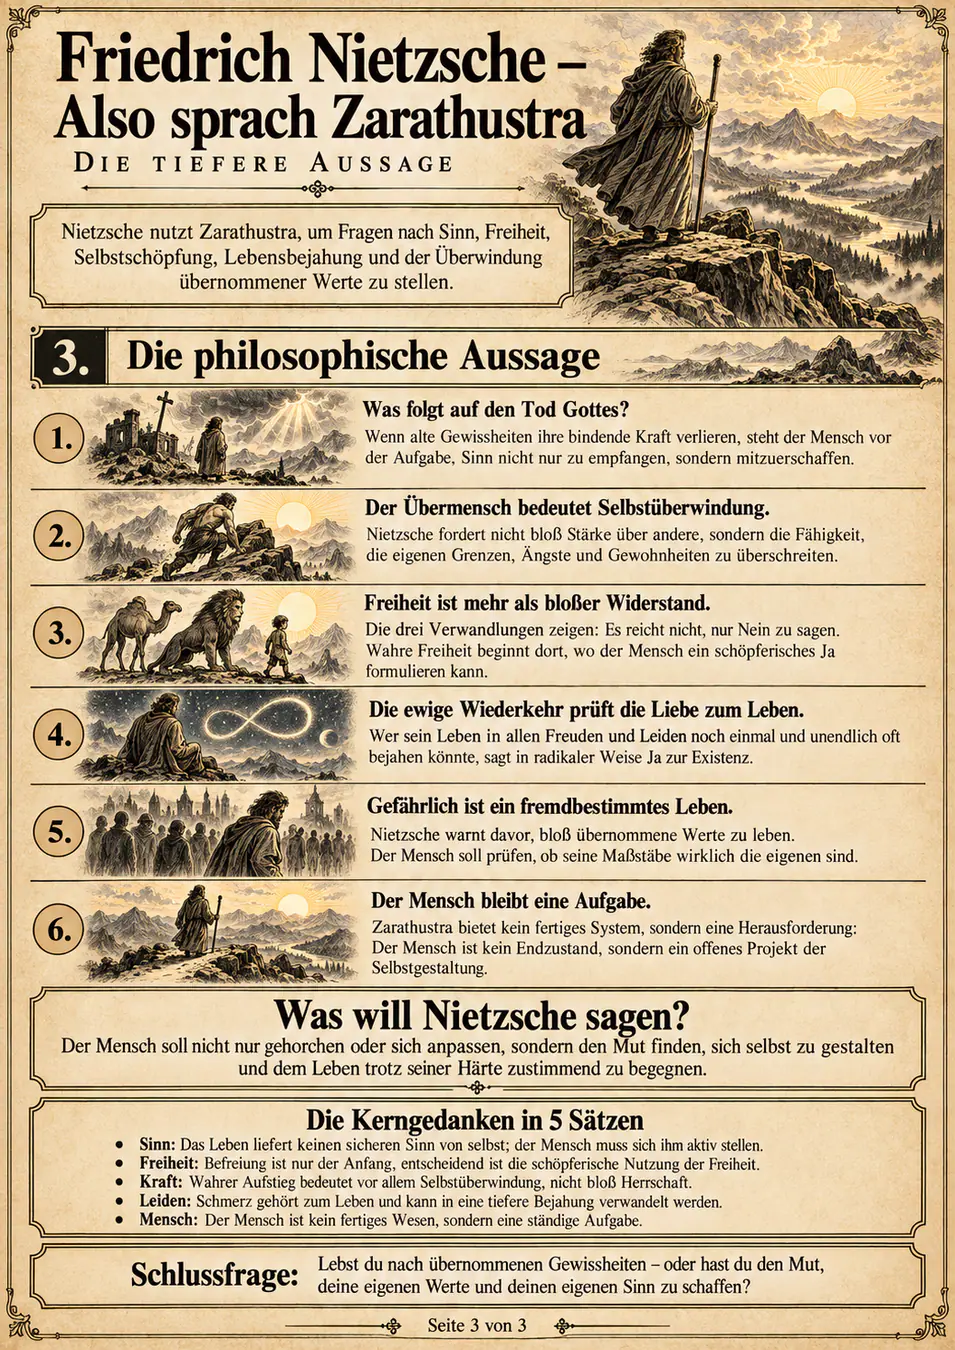 Friedrich Nietzsche –
Also sprach Zarathustra
Die tiefere Aussage
Nietzsche nutzt Zarathustra, um Fragen nach Sinn, Freiheit,
Selbstschöpfung, Lebensbejahung und der Überwindung
übernommener Werte zu stellen.
3. Die philosophische Aussage
1.
Was folgt auf den Tod Gottes?
Wenn alte Gewissheiten ihre bindende Kraft verlieren, steht der Mensch vor
der Aufgabe, Sinn nicht nur zu empfangen, sondern mitzuerschaffen.
2.
Der Übermensch bedeutet Selbstüberwindung.
Nietzsche fordert nicht bloß Stärke über andere, sondern die Fähigkeit,
die eigenen Grenzen, Ängste und Gewohnheiten zu überschreiten.
3.
Freiheit ist mehr als bloßer Widerstand.
Die drei Verwandlungen zeigen: Es reicht nicht, nur Nein zu sagen.
Wahre Freiheit beginnt dort, wo der Mensch ein schöpferisches Ja
formulieren kann.
4.
Die ewige Wiederkehr prüft die Liebe zum Leben.
Wer sein Leben in allen Freuden und Leiden noch einmal und unendlich oft
bejahen könnte, sagt in radikaler Weise Ja zur Existenz.
5.
Gefährlich ist ein fremdbestimmtes Leben.
Nietzsche warnt davor, bloß übernommene Werte zu leben.
Der Mensch soll prüfen, ob seine Maßstäbe wirklich die eigenen sind.
6.
Der Mensch bleibt eine Aufgabe.
Zarathustra bietet kein fertiges System, sondern eine Herausforderung:
Der Mensch ist kein Endzustand, sondern ein offenes Projekt der
Selbstgestaltung.
Was will Nietzsche sagen?
Der Mensch soll nicht nur gehorchen oder sich anpassen, sondern den Mut finden, sich selbst zu gestalten
und dem Leben trotz seiner Härte zustimmend zu begegnen.
Die Kerngedanken in 5 Sätzen
• Sinn: Das Leben liefert keinen sicheren Sinn von selbst; der Mensch muss sich ihm aktiv stellen.
• Freiheit: Befreiung ist nur der Anfang, entscheidend ist die schöpferische Nutzung der Freiheit.
• Kraft: Wahrer Aufstieg bedeutet vor allem Selbstüberwindung, nicht bloß Herrschaft.
• Leiden: Schmerz gehört zum Leben und kann in eine tiefere Bejahung verwandelt werden.
• Mensch: Der Mensch ist kein fertiges Wesen, sondern eine ständige Aufgabe.
Schlussfrage:
Lebst du nach übernommenen Gewissheiten – oder hast du den Mut,
deine eigenen Werte und deinen eigenen Sinn zu schaffen?
Seite 3 von 3